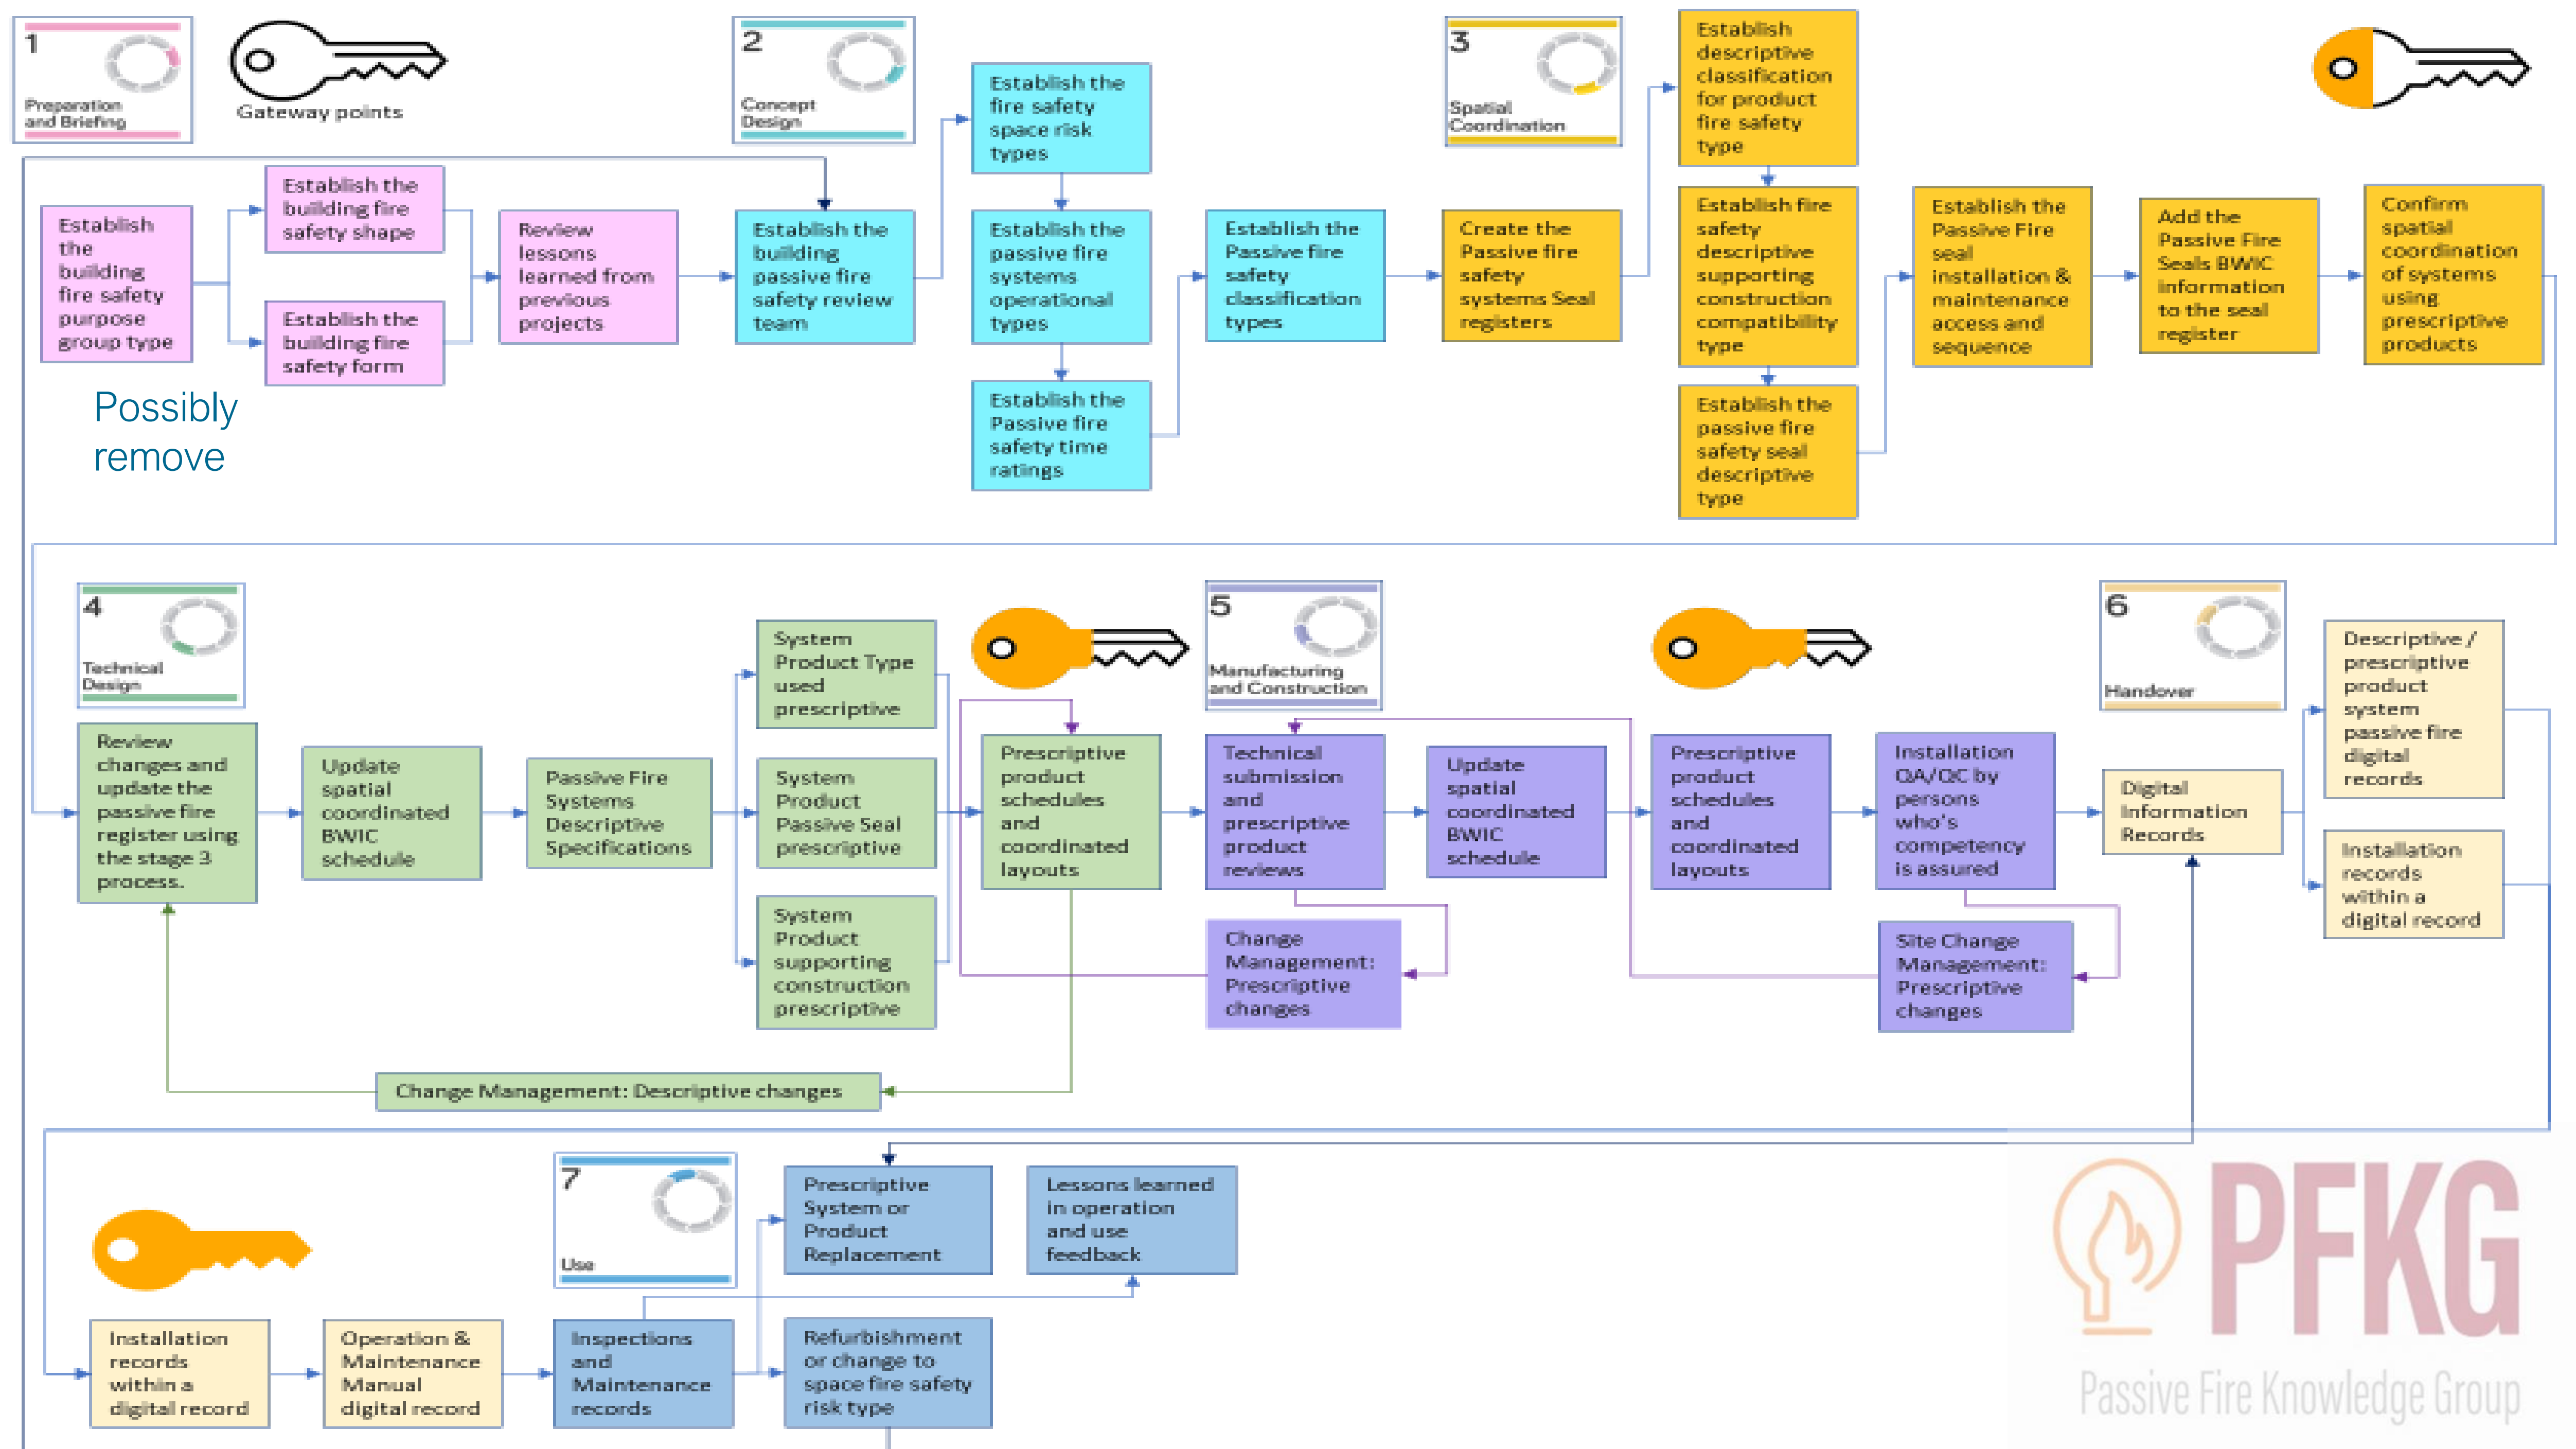 1
Preparation
and Briefing
Gateway points
2
Concept
Design
3
Spatial
Coordination
Establish
the
building
fire safety
purpose
group type
Establish the
building fire
safety shape
Establish the
building fire
safety form
Review
lessons
learned from
previous
projects
Establish the
building
passive fire
safety review
team
Establish the
fire safety
space risk
types
Establish the
passive fire
systems
operational
types
Establish the
Passive fire
safety time
ratings
Establish the
Passive fire
safety
classification
types
Create the
Passive fire
safety
systems Seal
registers
Establish
descriptive
classification
for product
fire safety
type
Establish fire
safety
descriptive
supporting
construction
compatibility
type
Establish the
passive fire
safety seal
descriptive
type
Establish the
Passive Fire
seal
installation &
maintenance
access and
sequence
Add the
Passive Fire
Seals BWIC
information
to the seal
register
Confirm
spatial
coordination
of systems
using
prescriptive
products
Possibly
remove
4
Technical
Design
5
Manufacturing
and Construction
6
Handover
Review
changes and
update the
passive fire
register using
the stage 3
process.
Update
spatial
coordinated
BWIC
schedule
Passive Fire
Systems
Descriptive
Specifications
System
Product Type
used
prescriptive
System
Product
Passive Seal
prescriptive
System
Product
supporting
construction
prescriptive
Prescriptive
product
schedules
and
coordinated
layouts
Technical
submission
and
prescriptive
product
reviews
Change
Management:
Prescriptive
changes
Update
spatial
coordinated
BWIC
schedule
Prescriptive
product
schedules
and
coordinated
layouts
Installation
QA/QC by
persons
who's
competency
is assured
Site Change
Management:
Prescriptive
changes
Digital
Information
Records
Descriptive /
prescriptive
product
system
passive fire
digital
records
Installation
records
within a
digital record
Change Management: Descriptive changes
7
Use
Installation
records
within a
digital record
Operation &
Maintenance
Manual
digital record
Inspections
and
Maintenance
records
Prescriptive
System or
Product
Replacement
Refurbishment
or change to
space fire safety
risk type
Lessons learned
in operation
and use
feedback
PFKG
Passive Fire Knowledge Group